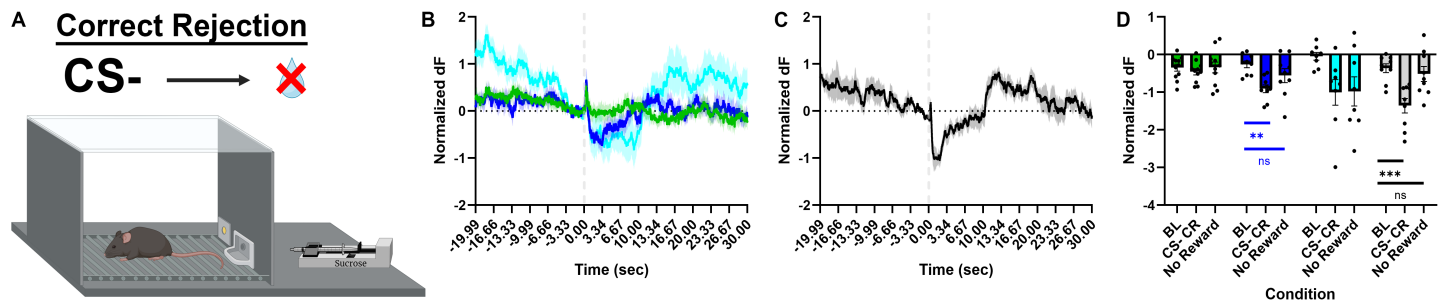 A
Correct Rejection
CS-
Sucrose
B
Normalized dF
2
1
0
-1
-2
-19.99
-16.66
-13.33
-9.99
-6.66
-3.33
0.00
3.34
6.67
10.00
13.34
16.67
20.00
23.34
26.67
30.00
Time (sec)
C
Normalized dF
2
1
0
-1
-2
-19.99
-16.66
-13.33
-9.99
-6.66
-3.33
0.00
3.34
6.67
10.00
13.34
16.67
20.00
23.34
26.67
30.00
Time (sec)
D
Normalized dF
1
0
-1
-2
-3
-4
**
ns
***
ns
BL
CS- CR
No Reward
BL
CS- CR
No Reward
BL
CS- CR
No Reward
BL
CS- CR
No Reward
Condition